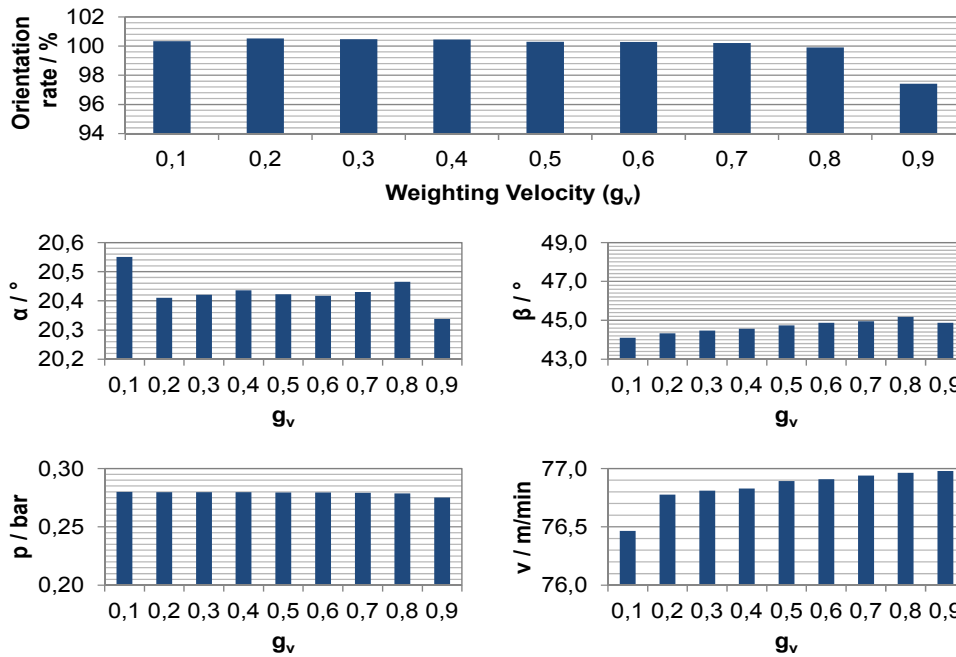 Orientation rate / %
102
100
98
96
94
0,1 0,2 0,3 0,4 0,5 0,6 0,7 0,8 0,9
Weighting Velocity (gv)
α / °
20,6
20,5
20,4
20,3
20,2
0,1 0,2 0,3 0,4 0,5 0,6 0,7 0,8 0,9
gv
β / °
49,0
47,0
45,0
43,0
0,1 0,2 0,3 0,4 0,5 0,6 0,7 0,8 0,9
gv
p / bar
0,30
0,25
0,20
0,1 0,2 0,3 0,4 0,5 0,6 0,7 0,8 0,9
gv
v / m/min
77,0
76,5
76,0
0,1 0,2 0,3 0,4 0,5 0,6 0,7 0,8 0,9
gv